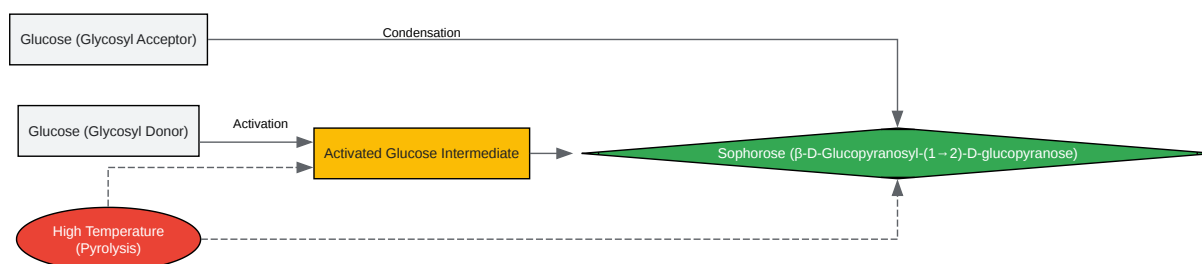 Glucose (Glycosyl Acceptor)
Condensation
Glucose (Glycosyl Donor)
Activation
Activated Glucose Intermediate
Sophorose (β-D-Glucopyranosyl-(1→2)-D-glucopyranose)
High Temperature
(Pyrolysis)